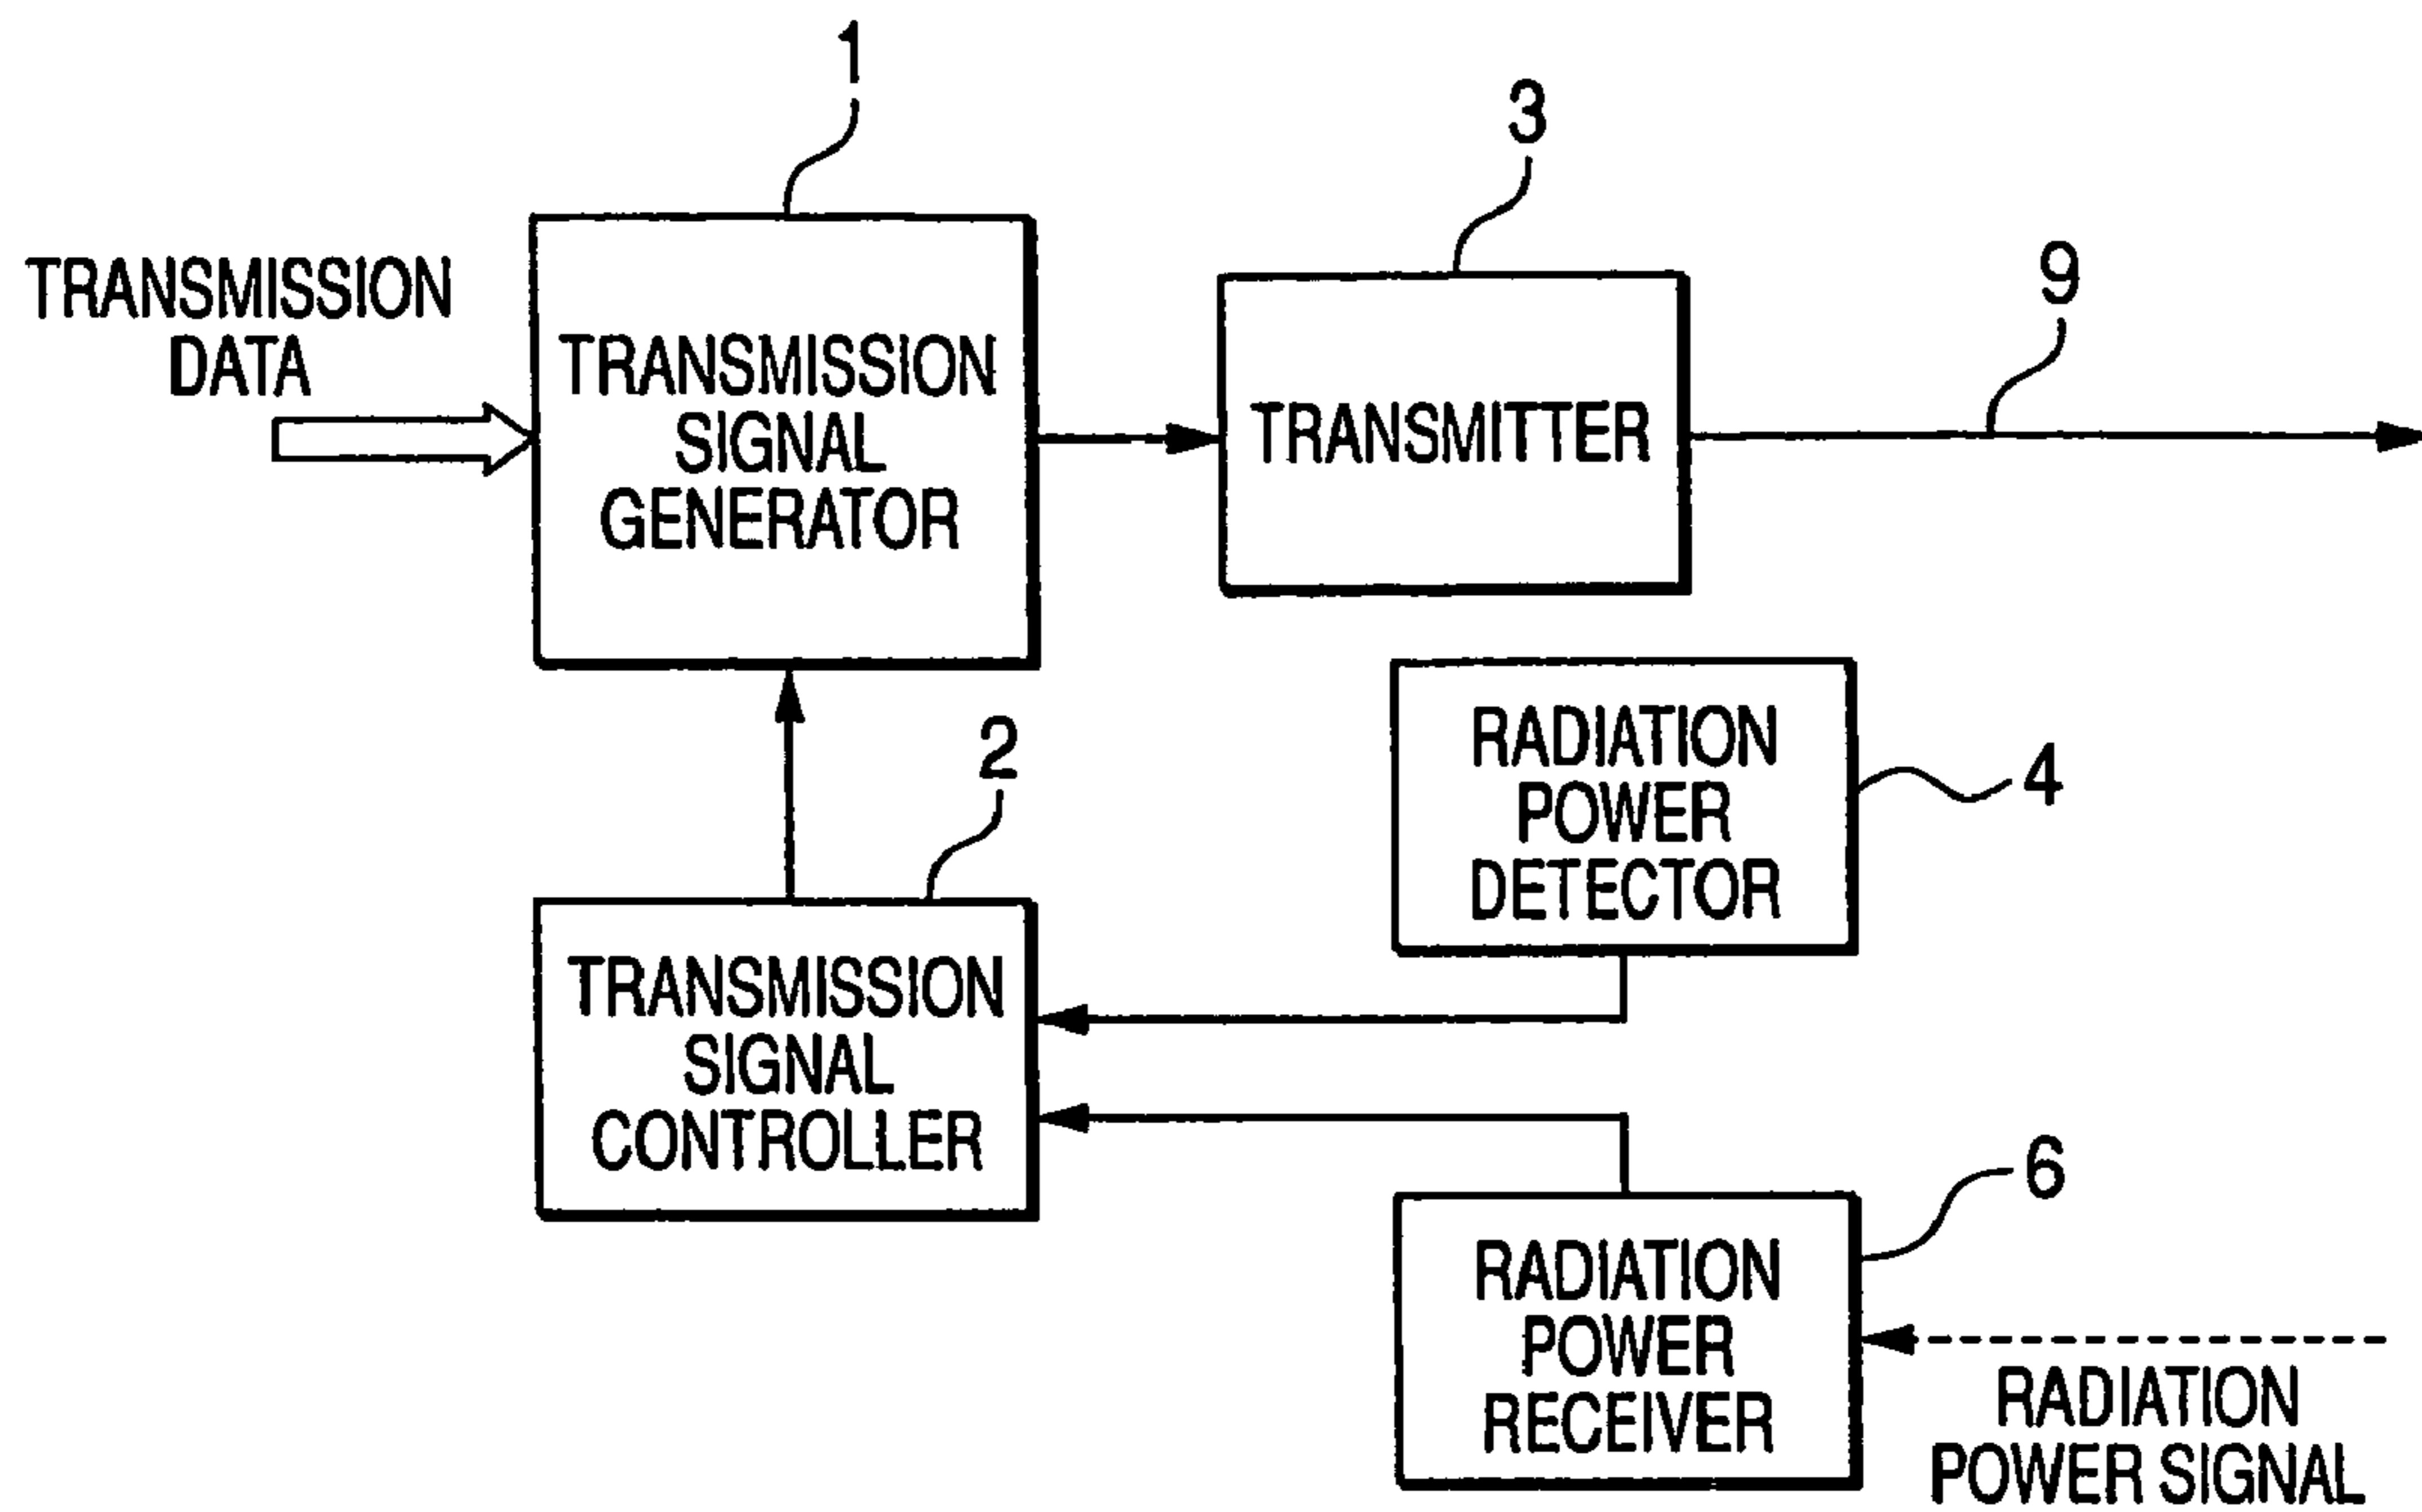 1
3
9
TRANSMISSION
DATA
TRANSMISSION
SIGNAL
GENERATOR
TRANSMITTER
2
RADIATION
POWER
DETECTOR
4
TRANSMISSION
SIGNAL
CONTROLLER
6
RADIATION
POWER
RECEIVER
RADIATION
POWER SIGNAL